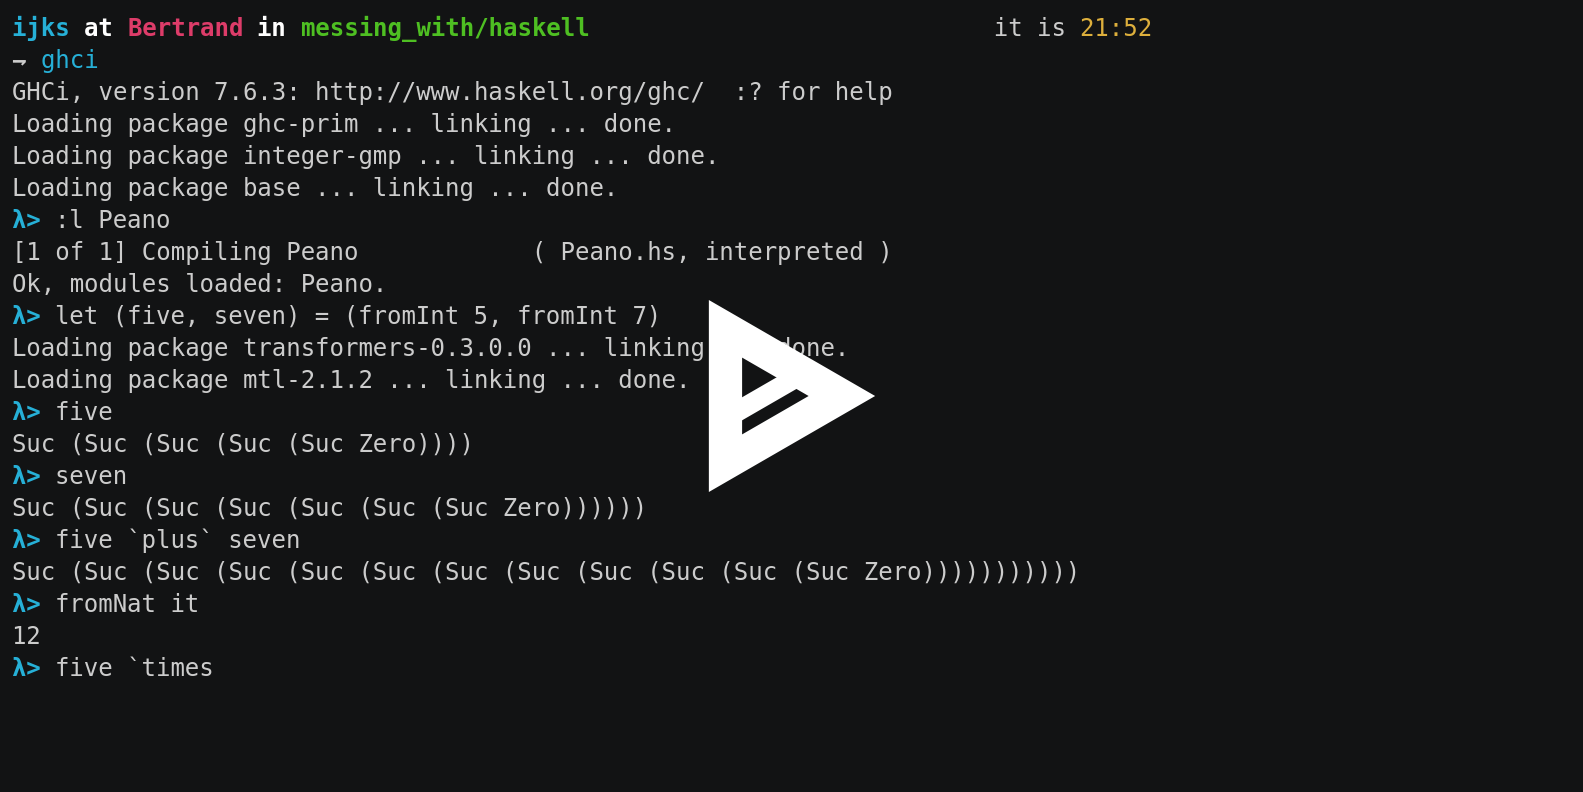 ijks at Bertrand in messing_with/haskell it is 21:52
⇁ ghci
GHCi, version 7.6.3: http://www.haskell.org/ghc/  :? for help
Loading package ghc-prim ... linking ... done.
Loading package integer-gmp ... linking ... done.
Loading package base ... linking ... done.
λ> :l Peano
[1 of 1] Compiling Peano            ( Peano.hs, interpreted )
Ok, modules loaded: Peano.
λ> let (five, seven) = (fromInt 5, fromInt 7)
Loading package transformers-0.3.0.0 ... linking done.
Loading package mtl-2.1.2 ... linking ... done.
λ> five
Suc (Suc (Suc (Suc (Suc Zero))))
λ> seven
Suc (Suc (Suc (Suc (Suc (Suc (Suc Zero))))))
λ> five `plus` seven
Suc (Suc (Suc (Suc (Suc (Suc (Suc (Suc (Suc (Suc (Suc (Suc Zero)))))))))))
λ> fromNat it
12
λ> five `times